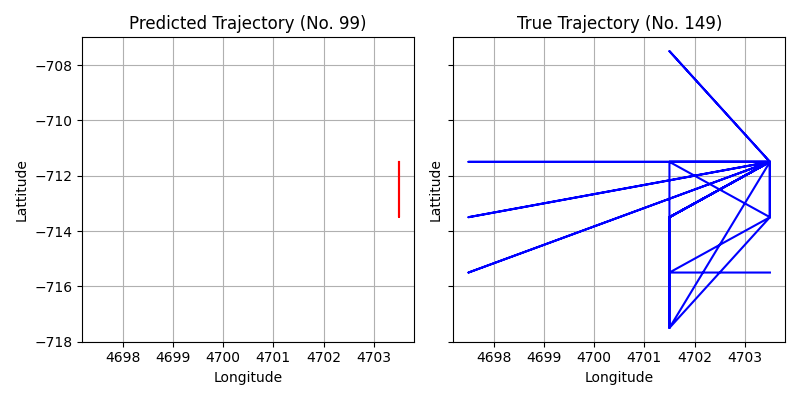 Predicted Trajectory (No. 99)
True Trajectory (No. 149)
−708
−710
−712
−714
−716
−718
Lattitude
Lattitude
4698 4699 4700 4701 4702 4703
4698 4699 4700 4701 4702 4703
Longitude
Longitude